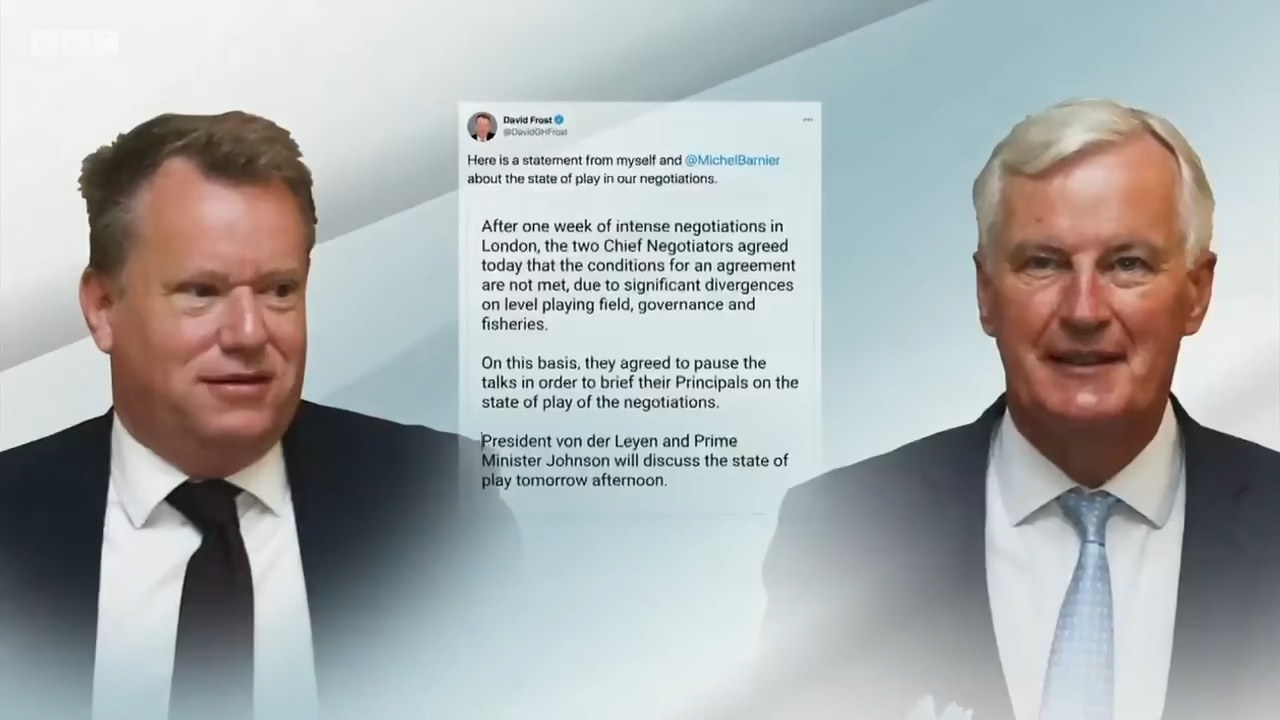 BBC
David Frost
@DavidGHFrost
Here is a statement from myself and @MichelBarnier
about the state of play in our negotiations.
After one week of intense negotiations in
London, the two Chief Negotiators agreed
today that the conditions for an agreement
are not met, due to significant divergences
on level playing field, governance and
fisheries.
On this basis, they agreed to pause the
talks in order to brief their Principals on the
state of play of the negotiations.
President von der Leyen and Prime
Minister Johnson will discuss the state of
play tomorrow afternoon.